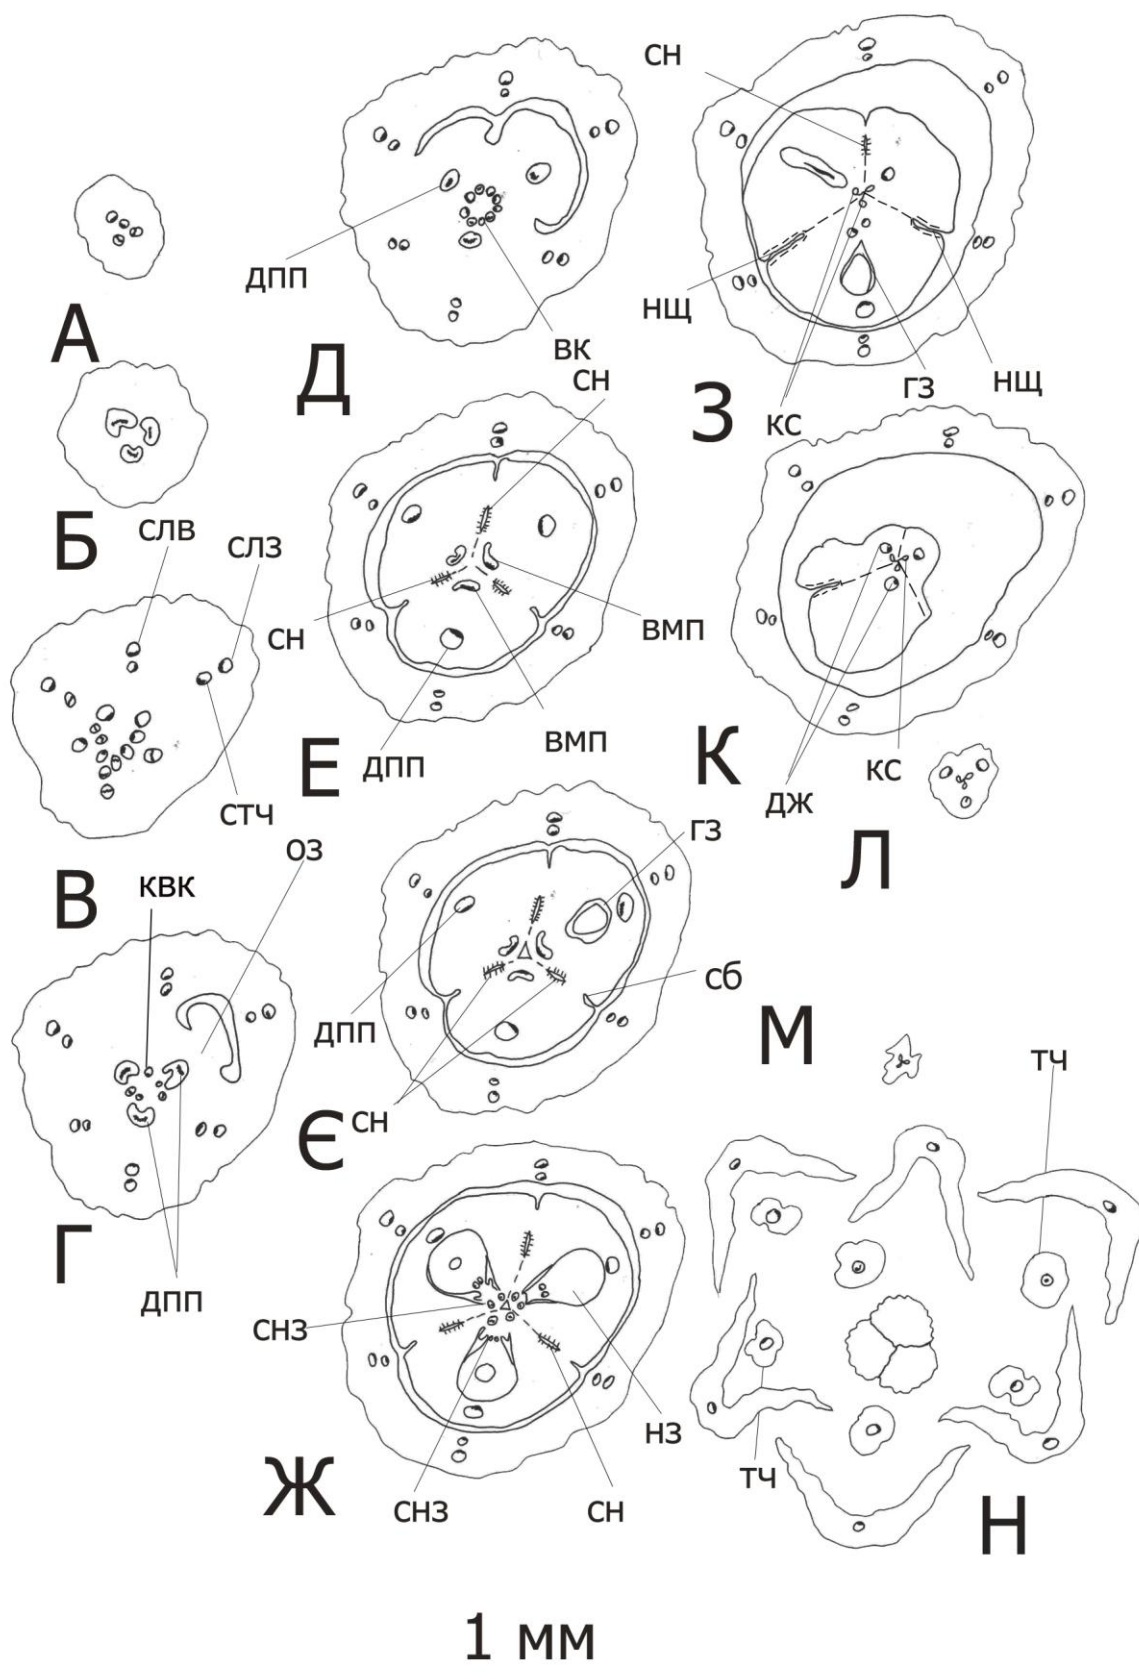 А
Б
слв
слз
стч
В
квк
оз
Г
дпп
дпп
вк
Д
сн
сн
вмп
дпп
вмп
Е
гз
сб
дпп
сн
Є
снз
нз
снз
сн
Ж
сн
нщ
кс
гз
нщ
З
дж
кс
К
Л
М
тч
тч
Н
1 мм